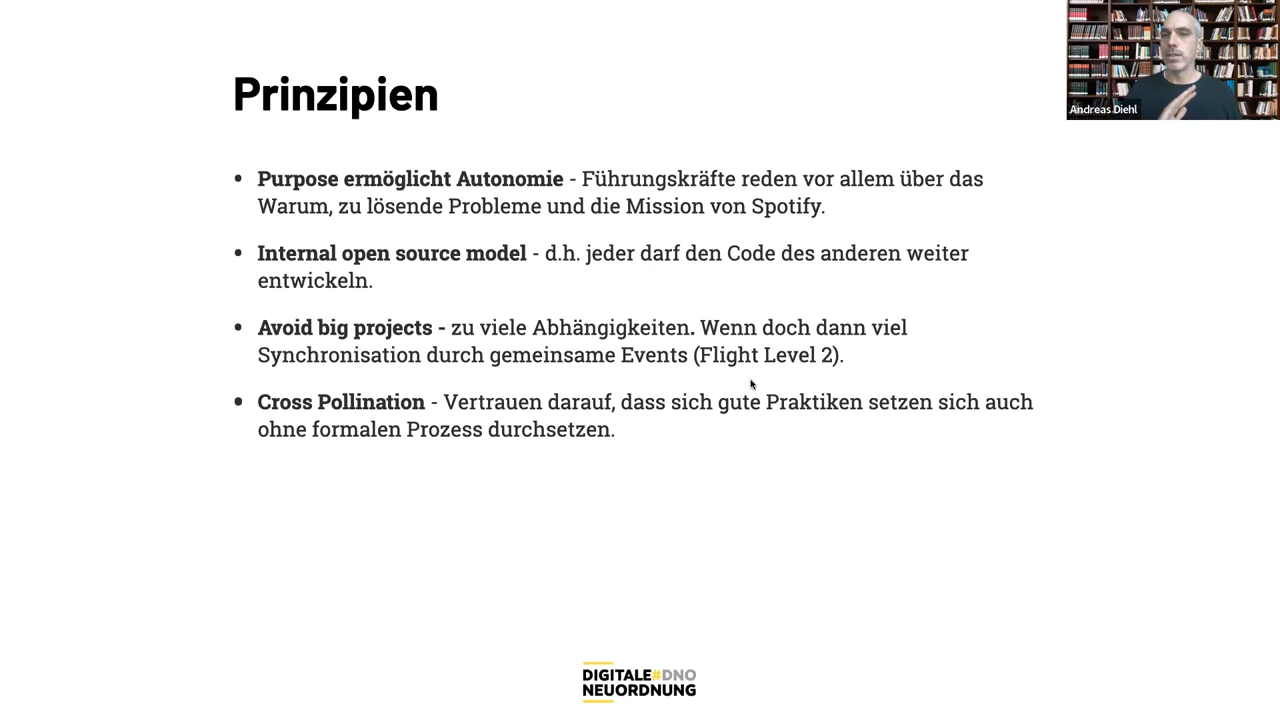 Prinzipien
Andreas Diehl
• Purpose ermöglicht Autonomie - Führungskräfte reden vor allem über das
Warum, zu lösende Probleme und die Mission von Spotify.
• Internal open source model - d.h. jeder darf den Code des anderen weiter
entwickeln.
• Avoid big projects - zu viele Abhängigkeiten. Wenn doch dann viel
Synchronisation durch gemeinsame Events (Flight Level 2).
• Cross Pollination - Vertrauen darauf, dass sich gute Praktiken setzen sich auch
ohne formalen Prozess durchsetzen.
DIGITALE#DNO
NEUORDNUNG